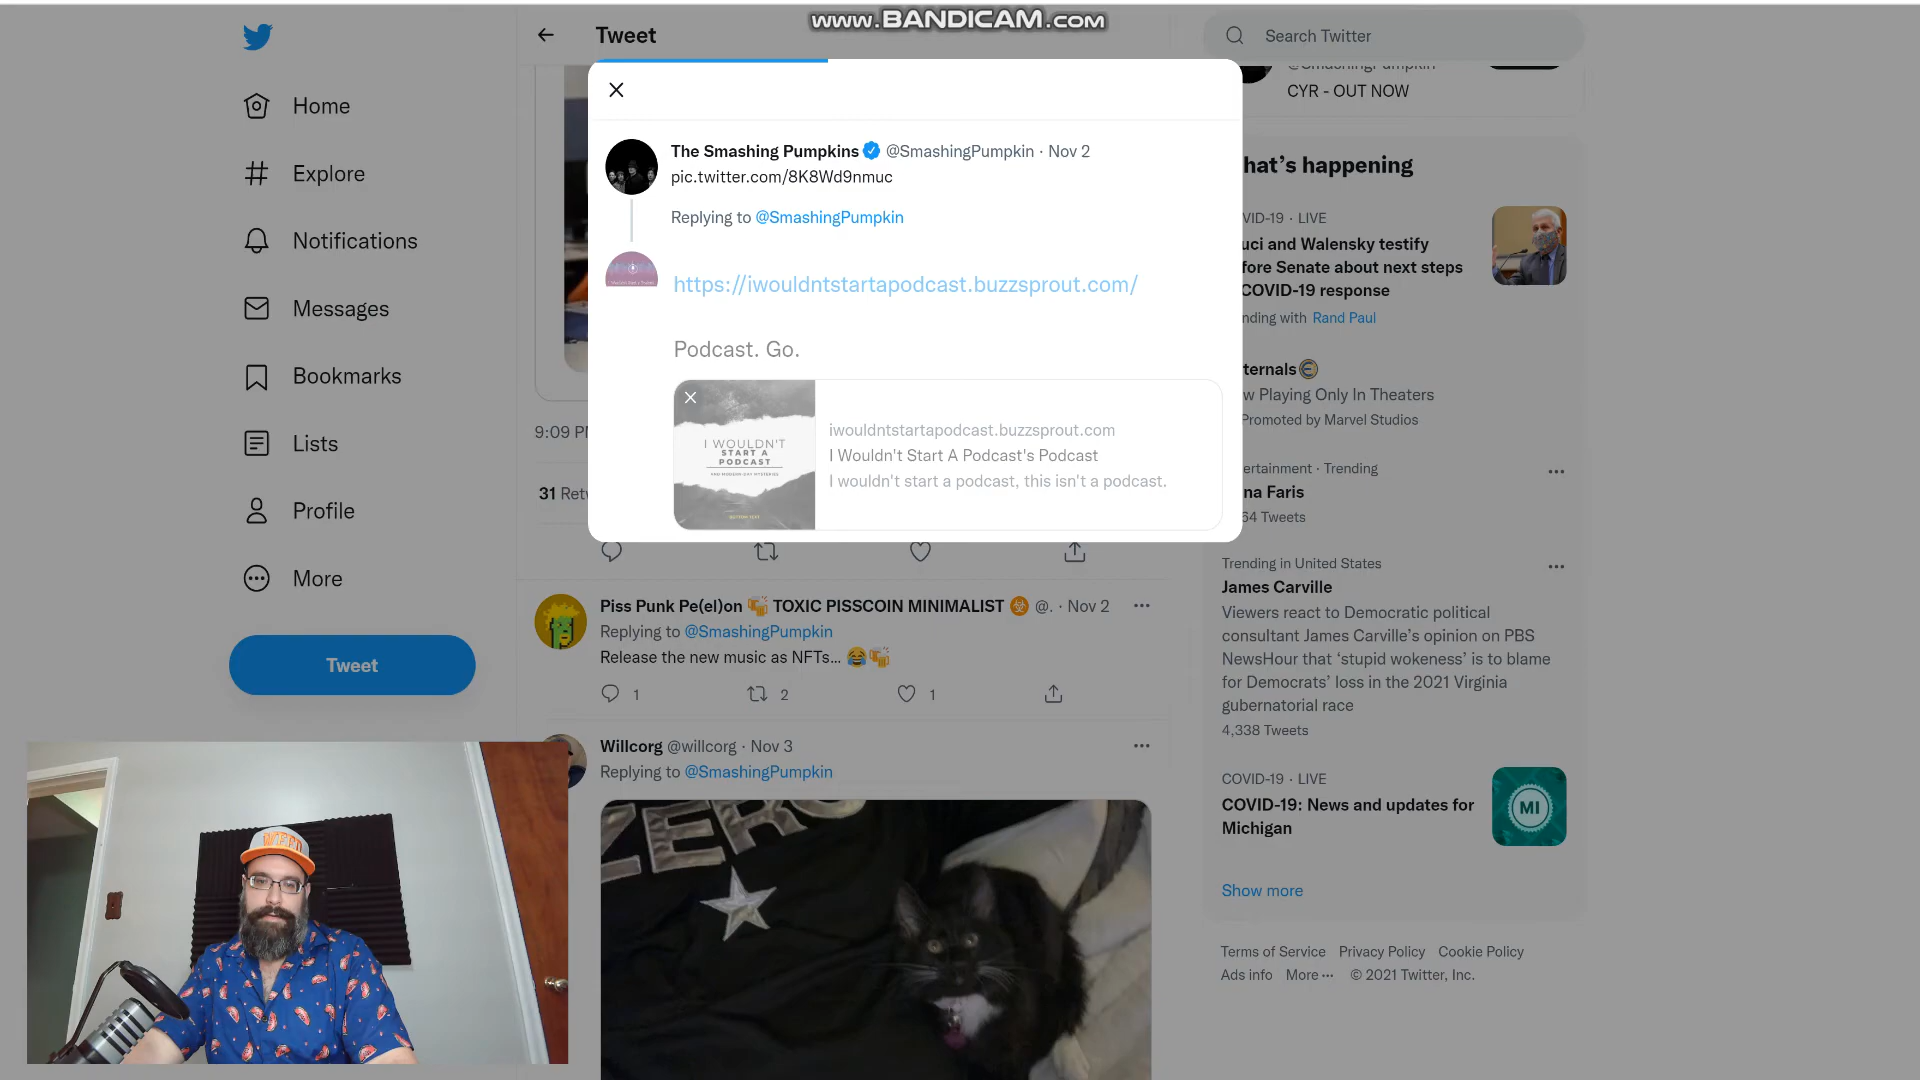 www.BANDICAM.com
Tweet
Search Twitter
CYR - OUT NOW
Home
Explore
Notifications
Messages
Bookmarks
Lists
Profile
More
Tweet
The Smashing Pumpkins @SmashingPumpkin · Nov 2
pic.twitter.com/8K8Wd9nmuc
Replying to @SmashingPumpkin
https://iwouldntstartapodcast.buzzsprout.com/
Podcast. Go.
I WOULDN'T
START A
PODCAST
iwouldntstartapodcast.buzzsprout.com
I Wouldn't Start A Podcast's Podcast
I wouldn't start a podcast, this isn't a podcast.
9:09 P
31 Retw
Piss Punk Pe(el)on 🍻 TOXIC PISSCOIN MINIMALIST @. · Nov 2
Replying to @SmashingPumpkin
Release the new music as NFTs... 😂🍻
1 2 1
Willcorg @willcorg · Nov 3
Replying to @SmashingPumpkin
ZERO
hat's happening
VID-19 · LIVE
uci and Walensky testify
fore Senate about next steps
COVID-19 response
nding with Rand Paul
ternals
w Playing Only In Theaters
Promoted by Marvel Studios
ertainment · Trending
na Faris
64 Tweets
Trending in United States
James Carville
Viewers react to Democratic political
consultant James Carville's opinion on PBS
NewsHour that 'stupid wokeness' is to blame
for Democrats' loss in the 2021 Virginia
gubernatorial race
4,338 Tweets
COVID-19 · LIVE
COVID-19: News and updates for
Michigan
MI
Show more
Terms of Service Privacy Policy Cookie Policy
Ads info More ··· © 2021 Twitter, Inc.